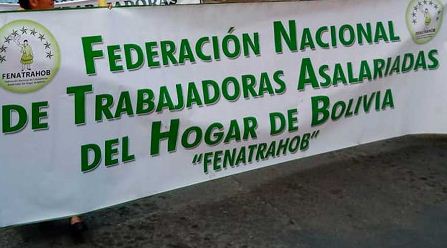 FEDERACIÓN NACIONAL
DE TRABAJADORAS ASALARIADAS
DEL HOGAR DE BOLIVIA
"FENATRAHOB"
FENATRAHOB